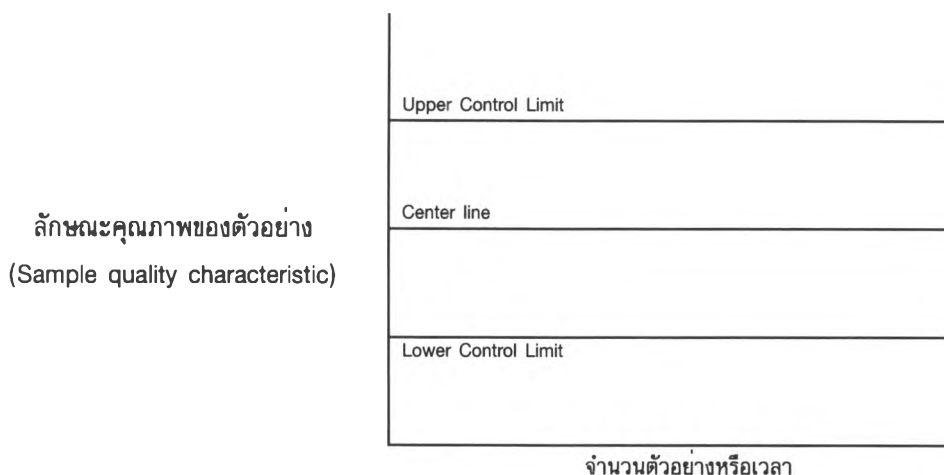 Upper Control Limit
Center line
ลักษณะคุณภาพของตัวอย่าง
(Sample quality characteristic)
Lower Control Limit
จำนวนตัวอย่างหรือเวลา